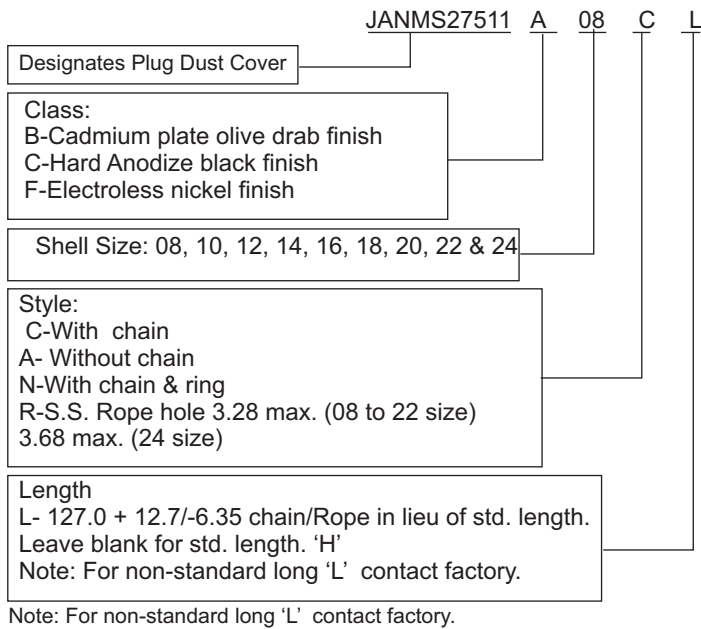 JANMS27511 A 08 C L
Designates Plug Dust Cover
Class:
B-Cadmium plate olive drab finish
C-Hard Anodize black finish
F-Electroless nickel finish
Shell Size: 08, 10, 12, 14, 16, 18, 20, 22 & 24
Style:
C-With chain
A- Without chain
N-With chain & ring
R-S.S. Rope hole 3.28 max. (08 to 22 size)
3.68 max. (24 size)
Length
L- 127.0 + 12.7/-6.35 chain/Rope in lieu of std. length.
Leave blank for std. length. ‘H’
Note: For non-standard long ‘L’ contact factory.
Note: For non-standard long ‘L’ contact factory.